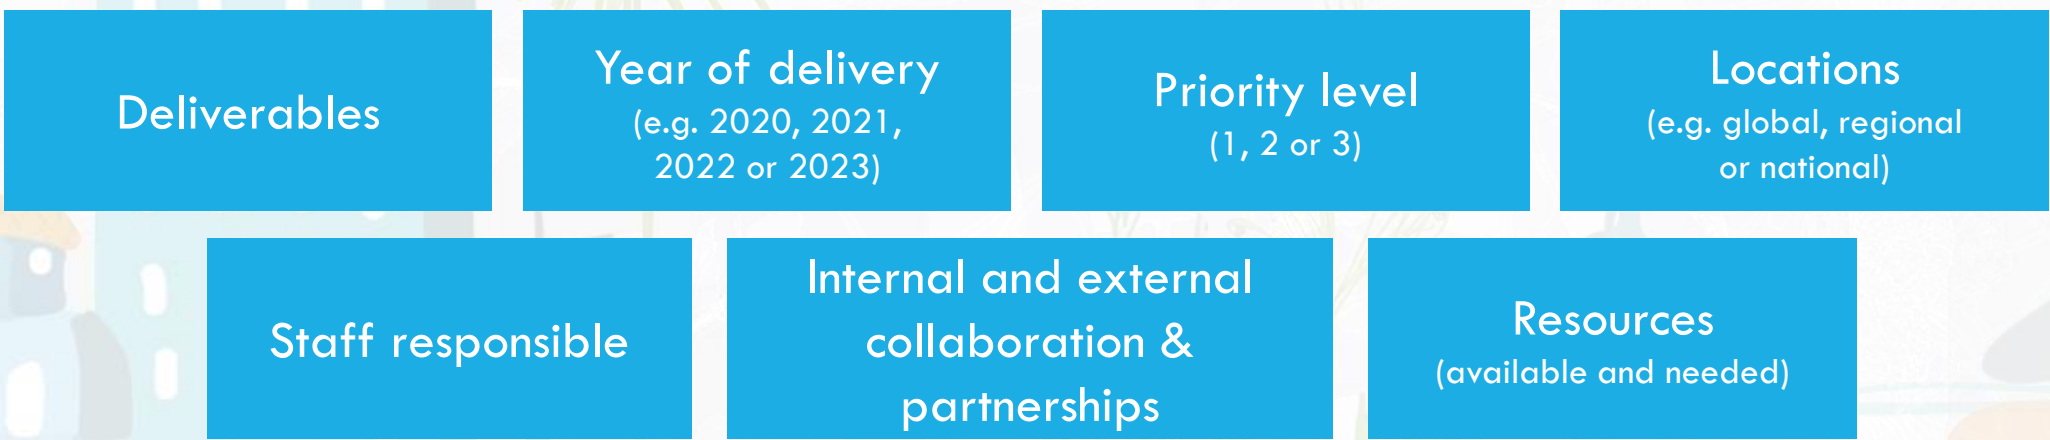 Deliverables
Year of delivery
(e.g. 2020, 2021,
2022 or 2023)
Priority level
(1, 2 or 3)
Locations
(e.g. global, regional
or national)
Staff responsible
Internal and external
collaboration &
partnerships
Resources
(available and needed)